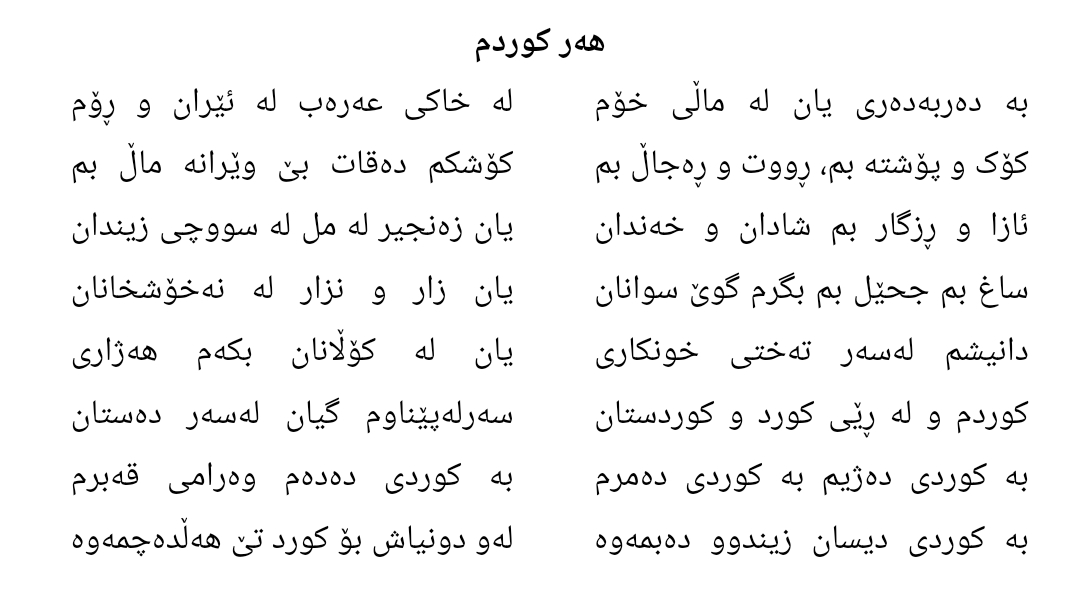 هەر کوردم
بە دەربەدەری یان لە ماڵی خۆم
لە خاکی عەرەب لە ئێران و ڕۆم
کۆک و پۆشتە بم، ڕووت و ڕەجاڵ بم
کۆشکم دەقات بێ وێرانە ماڵ بم
ئازا و ڕزگار بم شادان و خەندان
یان زەنجیر لە مل لە سووچی زیندان
ساغ بم جحێل بم بگرم گوێ سوانان
یان زار و نزار لە نەخۆشخانان
دانیشم لەسەر تەختی خونکاری
یان لە کۆڵانان بکەم هەژاری
کوردم و لە ڕێی کورد و کوردستان
سەرلەپێناوم گیان لەسەر دەستان
بە کوردی دەژیم بە کوردی دەمرم
بە کوردی دەدەم وەرامی قەبرم
بە کوردی دیسان زیندوو دەبمەوە
لەو دونیاش بۆ کورد تێ هەڵدەچمەوە